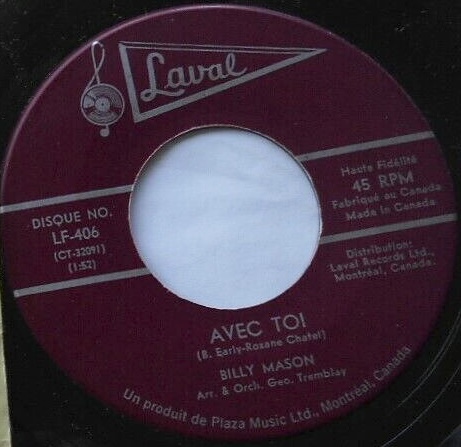 Laval
DISQUE NO.
LF-406
(CT-32091)
(1:52)
Haute Fidélité
45 RPM
Fabriqué au Canada
Made in Canada
Distribution:
Laval Records Ltd.,
Montréal, Canada.
AVEC TOI
(B. Early-Roxane Chatel)
BILLY MASON
Arr. & Orch. Geo. Tremblay
Un produit de Plaza Music Ltd., Montréal, Canada